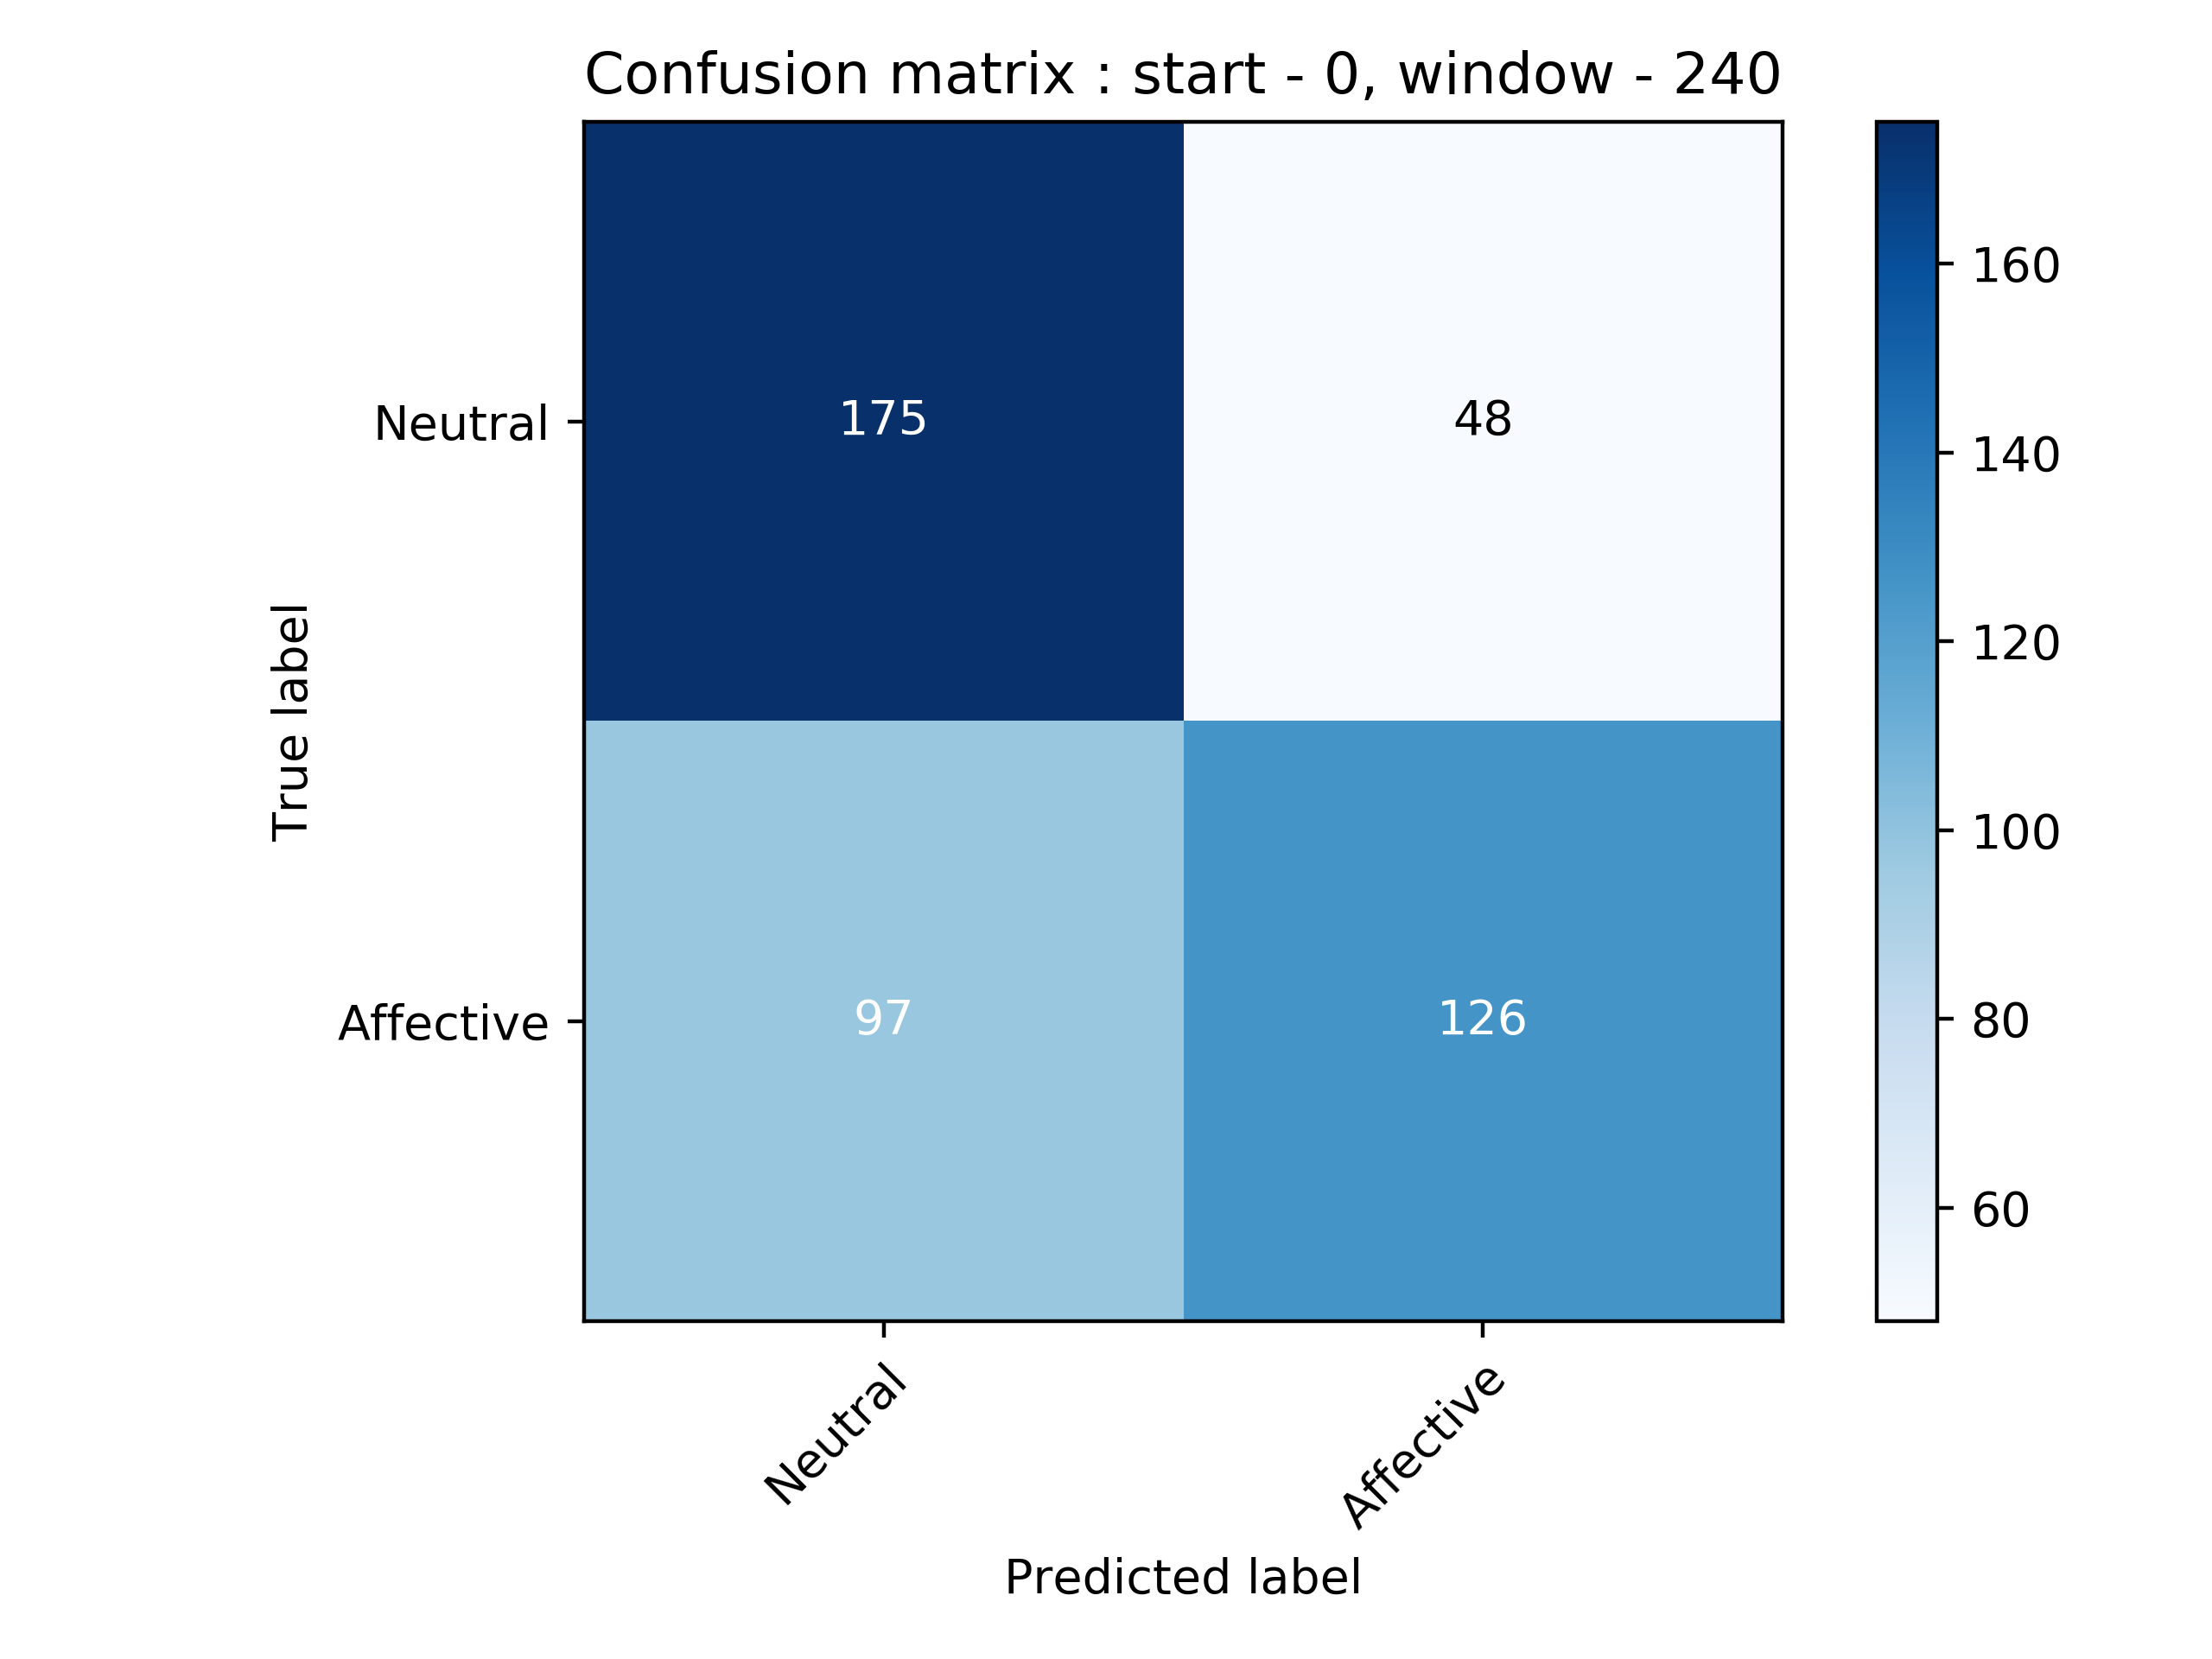 Confusion matrix : start - 0, window - 240
175
48
160
Neutral
140
120
True label
100
97
126
Affective
80
60
Neutral
Affective
Predicted label